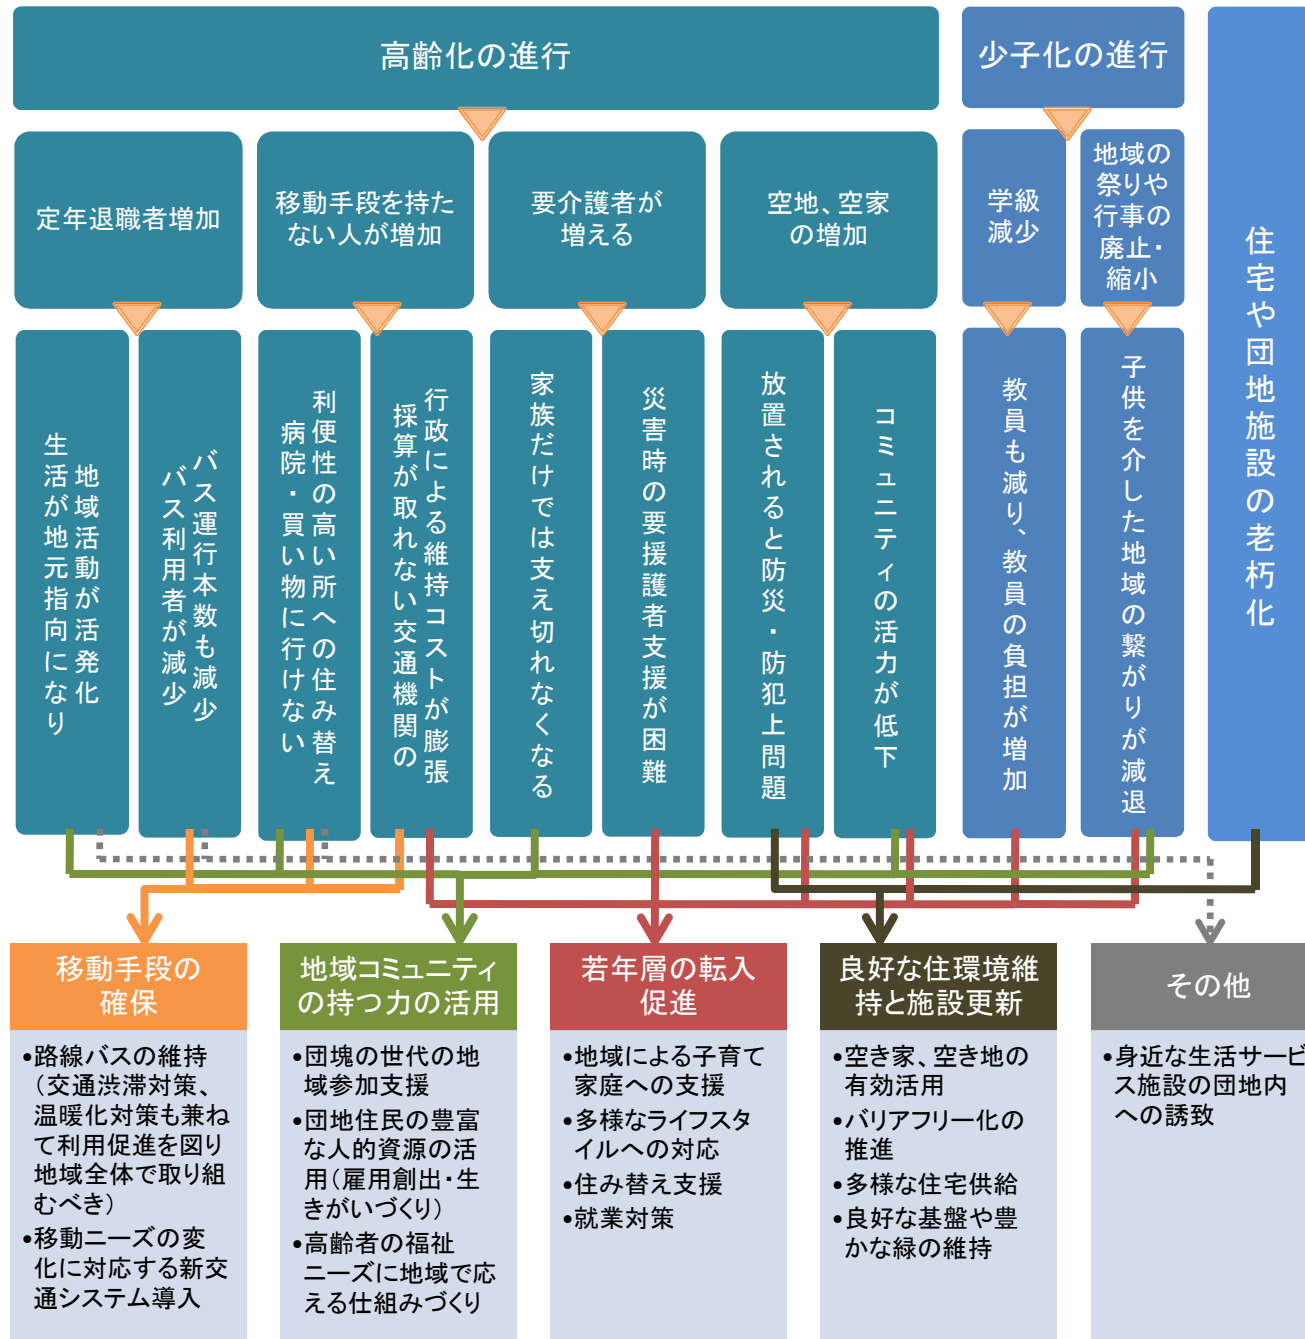 高齢化の進行
少子化の進行
住宅や団地施設の老朽化
定年退職者増加
移動手段を持た
ない人が増加
要介護者が
増える
空地、空家
の増加
学級
減少
地域の
祭りや
行事の
廃止・
縮小
生活が地元指向になり
地域活動が活発化
バス利用者が減少
バス運行本数も減少
病院・買い物に行けない
利便性の高い所への住み替え
採算が取れない交通機関の
行政による維持コストが膨張
家族だけでは支え切れなくなる
災害時の要援護者支援が困難
放置されると防災・防犯上問題
コミュニティの活力が低下
教員も減り、教員の負担が増加
子供を介した地域の繋がりが減退
移動手段の
確保
•路線バスの維持
（交通渋滞対策、
温暖化対策も兼ね
て利用促進を図り
地域全体で取り組
むべき）
•移動ニーズの変
化に対応する新交
通システム導入
地域コミュニティ
の持つ力の活用
•団塊の世代の地
域参加支援
•団地住民の豊富
な人的資源の活
用（雇用創出・生
きがいづくり）
•高齢者の福祉
ニーズに地域で応
える仕組みづくり
若年層の転入
促進
•地域による子育て
家庭への支援
•多様なライフスタ
イルへの対応
•住み替え支援
•就業対策
良好な住環境維
持と施設更新
•空き家、空き地の
有効活用
•バリアフリー化の
推進
•多様な住宅供給
•良好な基盤や豊
かな緑の維持
その他
•身近な生活サービ
ス施設の団地内
への誘致